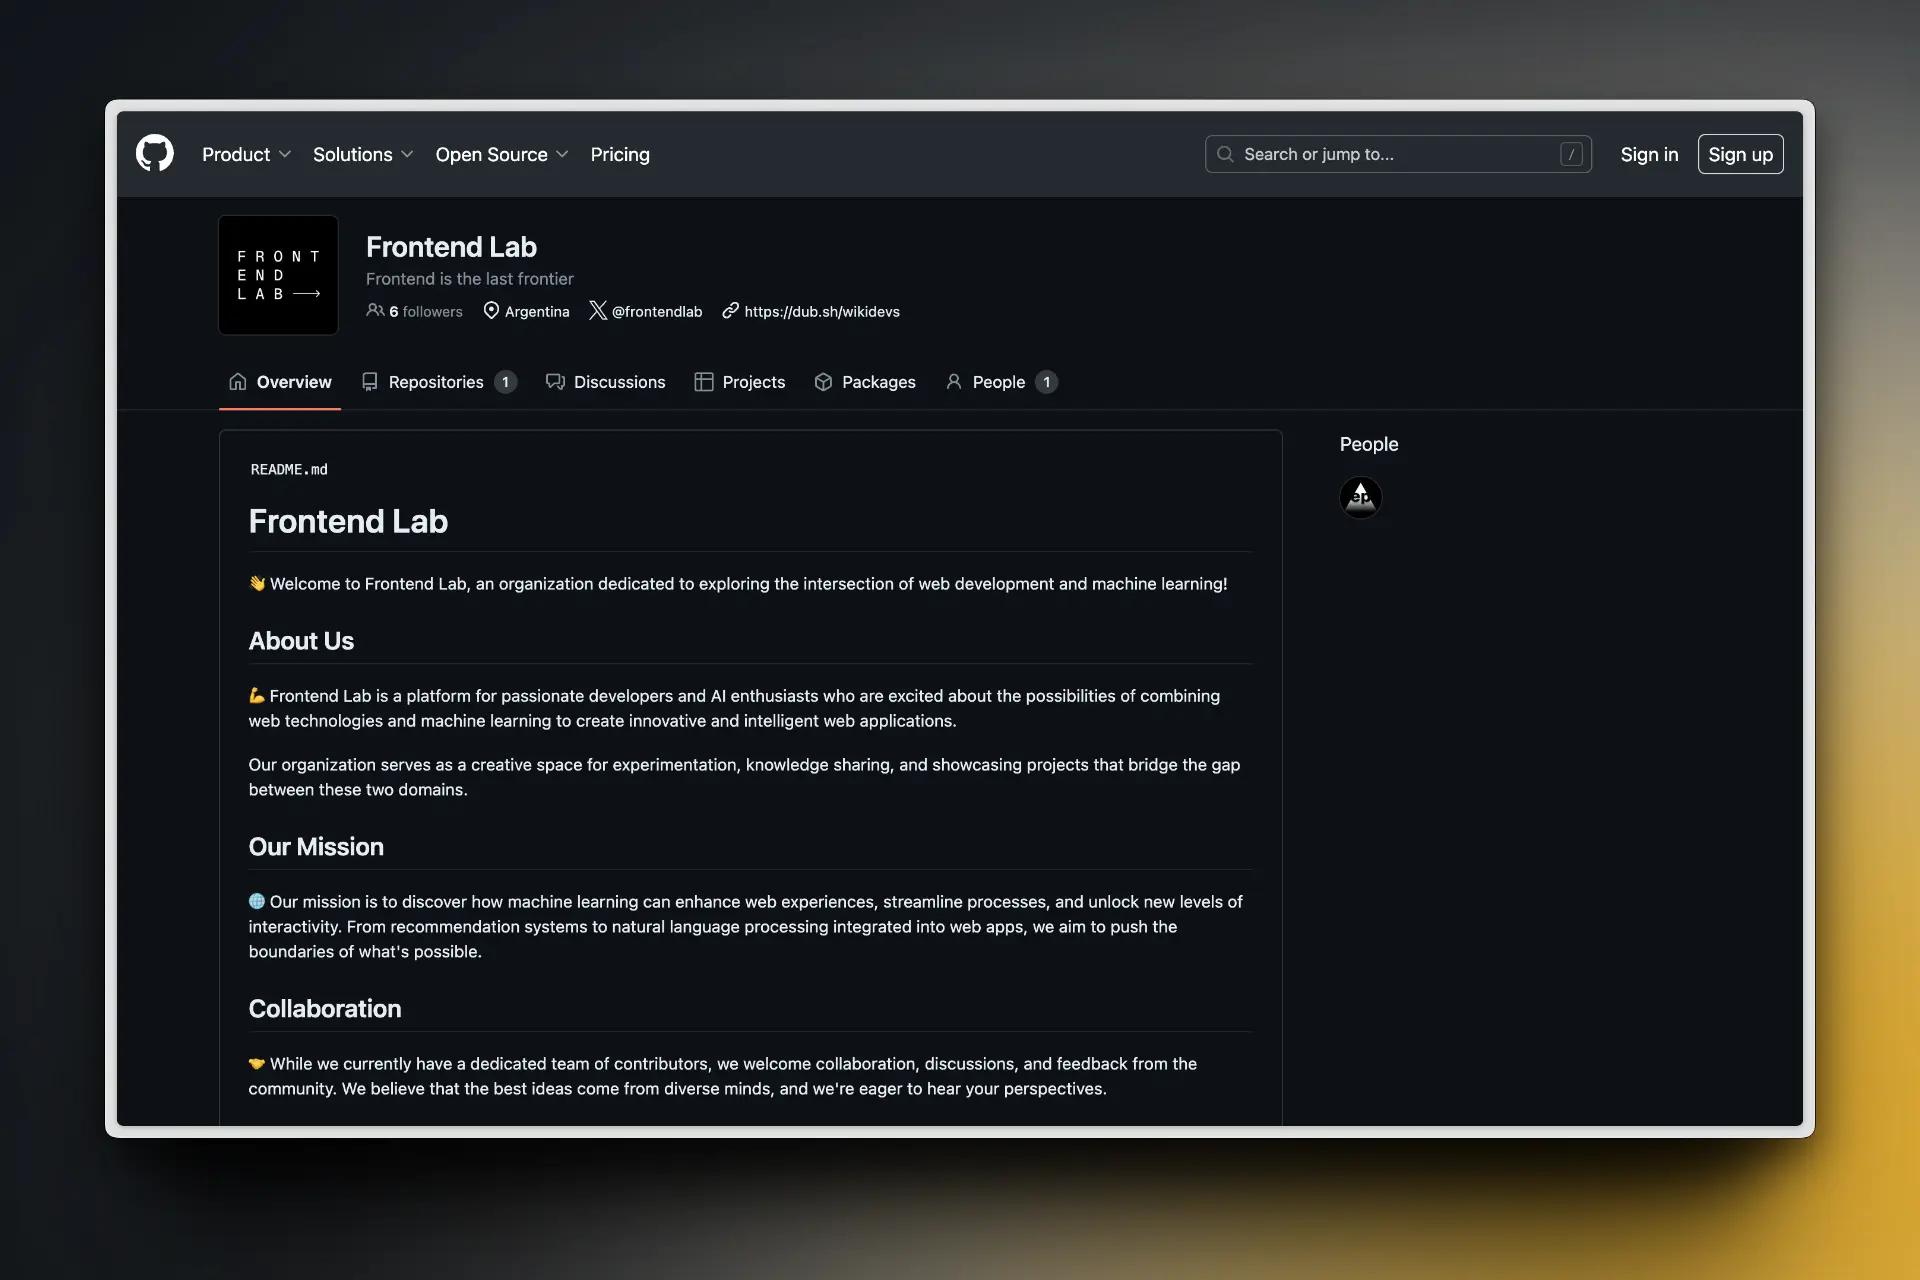 Product Solutions Open Source Pricing Search or jump to... / Sign in Sign up
FRONT
END
LAB
Frontend Lab
Frontend is the last frontier
6 followers Argentina @frontendlab https://dub.sh/wikidevs
Overview Repositories 1 Discussions Projects Packages People 1
README.md
Frontend Lab
👋 Welcome to Frontend Lab, an organization dedicated to exploring the intersection of web development and machine learning!
About Us
💪 Frontend Lab is a platform for passionate developers and AI enthusiasts who are excited about the possibilities of combining
web technologies and machine learning to create innovative and intelligent web applications.
Our organization serves as a creative space for experimentation, knowledge sharing, and showcasing projects that bridge the gap
between these two domains.
Our Mission
🌐 Our mission is to discover how machine learning can enhance web experiences, streamline processes, and unlock new levels of
interactivity. From recommendation systems to natural language processing integrated into web apps, we aim to push the
boundaries of what's possible.
Collaboration
🤝 While we currently have a dedicated team of contributors, we welcome collaboration, discussions, and feedback from the
community. We believe that the best ideas come from diverse minds, and we're eager to hear your perspectives.
People
ep